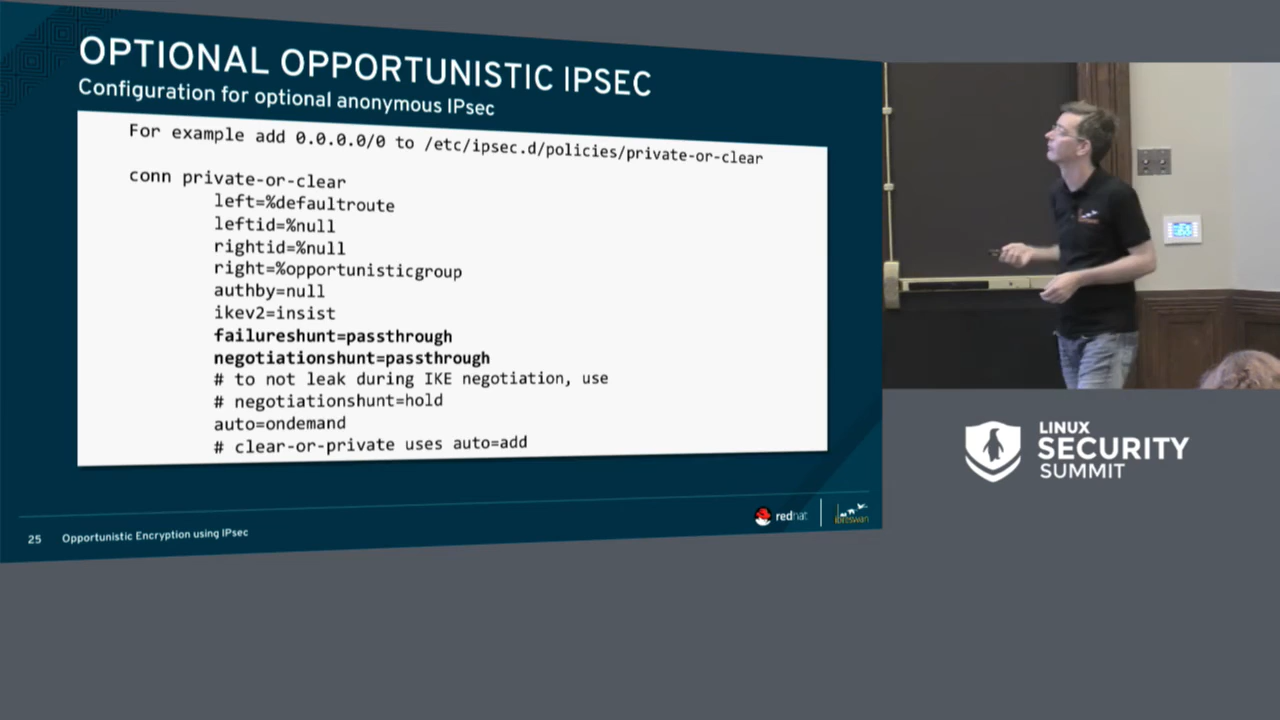 OPTIONAL OPPORTUNISTIC IPSEC
Configuration for optional anonymous IPsec
For example add 0.0.0.0/0 to /etc/ipsec.d/policies/private-or-clear
conn private-or-clear
left=%defaultroute
leftid=%null
rightid=%null
right=%opportunisticgroup
authby=null
ikev2=insist
failureshunt=passthrough
negotiationshunt=passthrough
# to not leak during IKE negotiation, use
# negotiationshunt=hold
auto=ondemand
# clear-or-private uses auto=add
25 Opportunistic Encryption using IPsec
redhat
libreswan
LINUX
SECURITY
SUMMIT